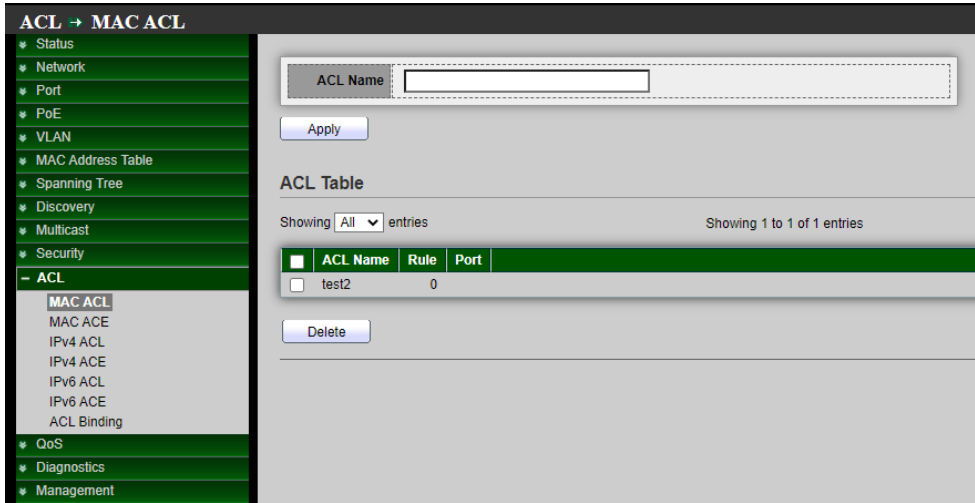 ACL → MAC ACL
Status
Network
Port
PoE
VLAN
MAC Address Table
Spanning Tree
Discovery
Multicast
Security
ACL
MAC ACL
MAC ACE
IPv4 ACL
IPv4 ACE
IPv6 ACL
IPv6 ACE
ACL Binding
QoS
Diagnostics
Management
ACL Name
Apply
ACL Table
Showing All entries
Showing 1 to 1 of 1 entries
ACL Name Rule Port
test2 0
Delete